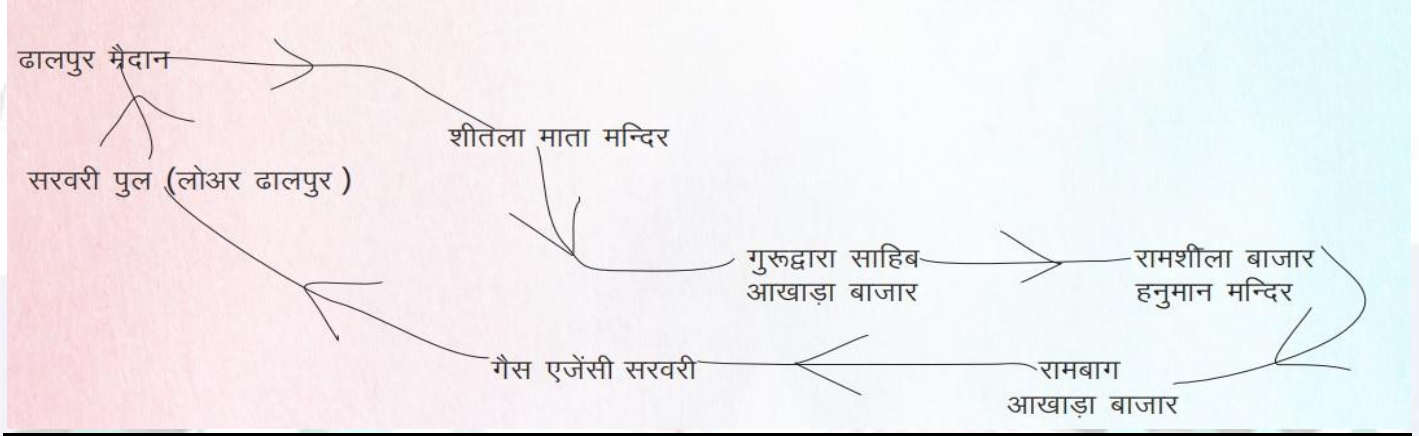 ढालपुर मैदान
शीतला माता मन्दिर
सरवरी पुल (लोअर ढालपुर )
गुरूद्वारा साहिब
आखाड़ा बाजार
रामशीला बाजार
हनुमान मन्दिर
गैस एजेंसी सरवरी
रामबाग
आखाड़ा बाजार